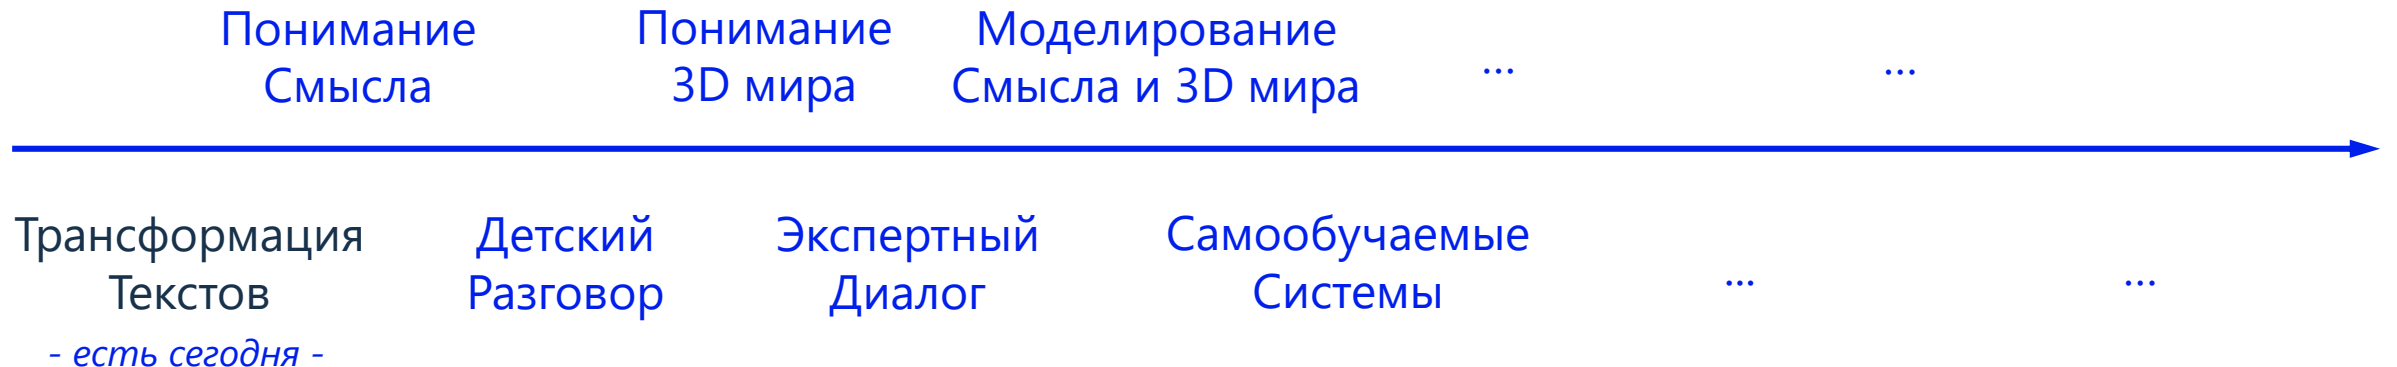 Понимание
Смысла
Понимание
3D мира
Моделирование
Смысла и 3D мира
...
...
Трансформация
Текстов
- есть сегодня -
Детский
Разговор
Экспертный
Диалог
Самообучаемые
Системы
...
...